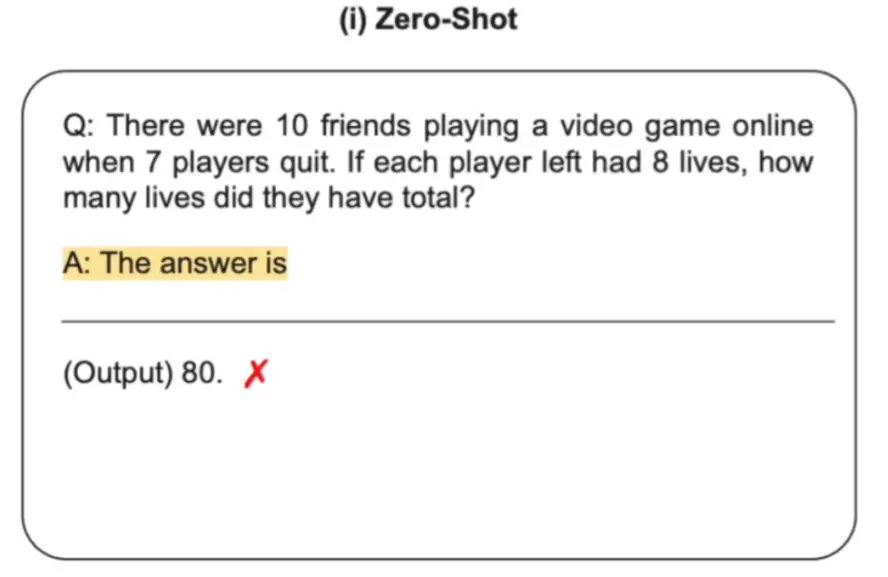 (i) Zero-Shot
Q: There were 10 friends playing a video game online
when 7 players quit. If each player left had 8 lives, how
many lives did they have total?
A: The answer is
(Output) 80. ✗